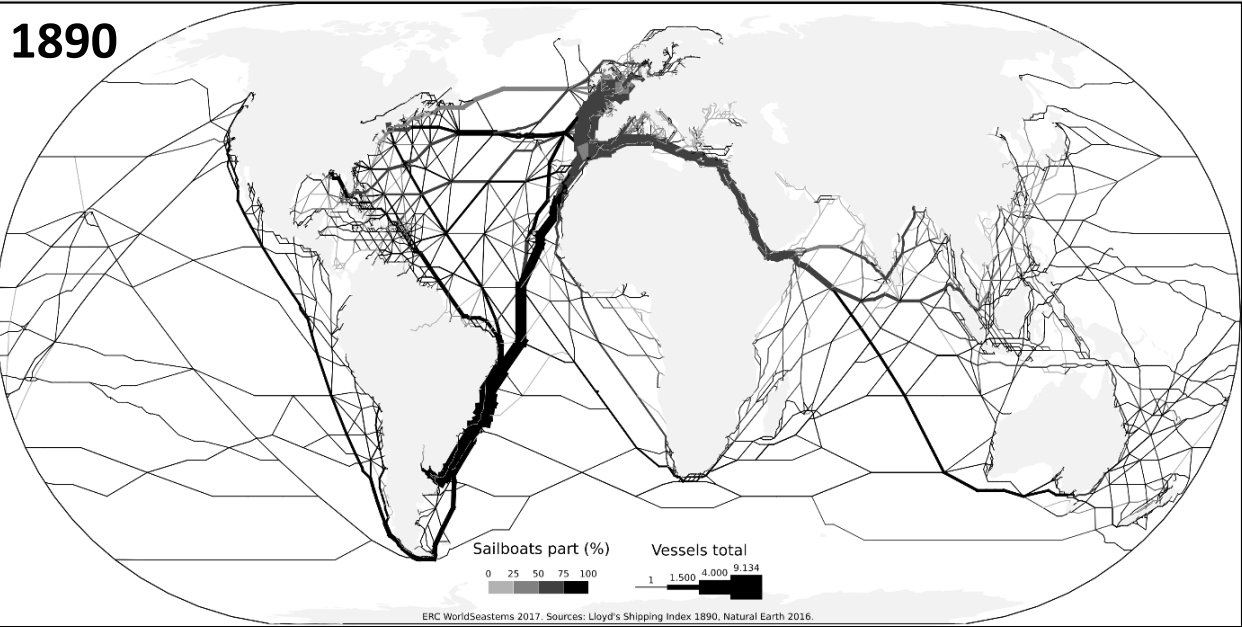 1890
Sailboats part (%)
0 25 50 75 100
Vessels total
1 1.500 4.000 9.134
ERC WorldSeastems 2017. Sources: Lloyd's Shipping Index 1890, Natural Earth 2016.